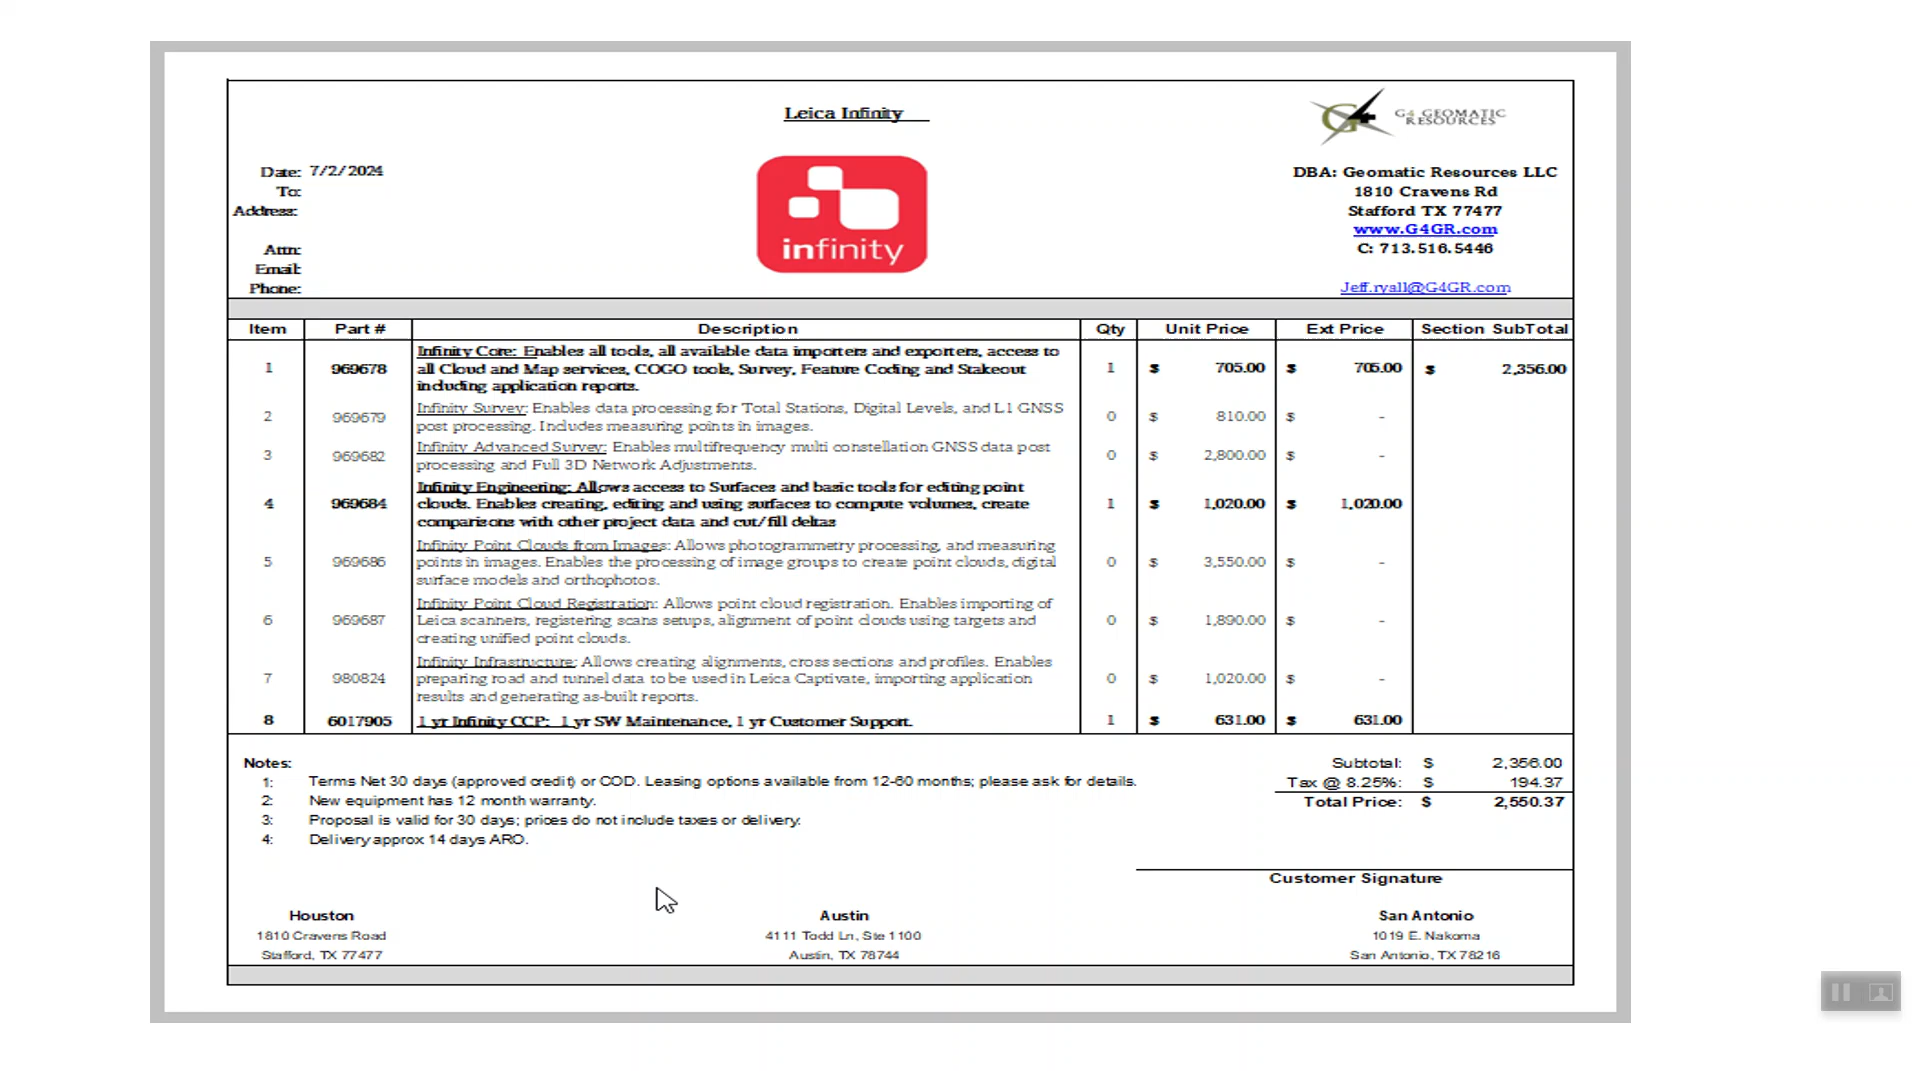 Leica Infinity
G4 GEOMATIC
RESOURCES
infinity
Date: 7/2/2024
To:
Address:
Attn:
Email:
Phone:
DBA: Geomatic Resources LLC
1810 Cravens Rd
Stafford TX 77477
www.G4GR.com
C: 713.516.5446
Jeff.ryall@G4GR.com
Item Part # Description Qty Unit Price Ext Price Section SubTotal
1 969678 Infinity Core: Enables all tools, all available data importers and exporters, access to
all Cloud and Map services, COGO tools, Survey, Feature Coding and Stakeout
including application reports. 1 $ 705.00 $ 705.00 $ 2,356.00
2 969679 Infinity Survey: Enables data processing for Total Stations, Digital Levels, and L1 GNSS
post processing. Includes measuring points in images. 0 $ 810.00 $ -
3 969682 Infinity Advanced Survey: Enables multifrequency multi constellation GNSS data post
processing and Full 3D Network Adjustments. 0 $ 2,800.00 $ -
4 969684 Infinity Engineering: Allows access to Surfaces and basic tools for editing point
clouds. Enables creating, editing and using surfaces to compute volumes, create
comparisons with other project data and cut/fill deltas 1 $ 1,020.00 $ 1,020.00
5 969686 Infinity Point Clouds from Images: Allows photogrammetry processing, and measuring
points in images. Enables the processing of image groups to create point clouds, digital
surface models and orthophotos. 0 $ 3,550.00 $ -
6 969687 Infinity Point Cloud Registration: Allows point cloud registration. Enables importing of
Leica scanners, registering scans setups, alignment of point clouds using targets and
creating unified point clouds. 0 $ 1,890.00 $ -
7 980824 Infinity Infrastructure: Allows creating alignments, cross sections and profiles. Enables
preparing road and tunnel data to be used in Leica Captivate, importing application
results and generating as-built reports. 0 $ 1,020.00 $ -
8 6017905 1 yr Infinity CCP: 1 yr SW Maintenance, 1 yr Customer Support. 1 $ 631.00 $ 631.00
Notes:
1: Terms Net 30 days (approved credit) or COD. Leasing options available from 12-60 months; please ask for details.
2: New equipment has 12 month warranty.
3: Proposal is valid for 30 days; prices do not include taxes or delivery.
4: Delivery approx 14 days ARO.
Subtotal: $ 2,356.00
Tax @ 8.25%: $ 194.37
Total Price: $ 2,550.37
Customer Signature
Houston
1810 Cravens Road
Stafford, TX 77477
Austin
4111 Todd Ln, Ste 1100
Austin, TX 78744
San Antonio
1019 E. Nakoma
San Antonio, TX 78216